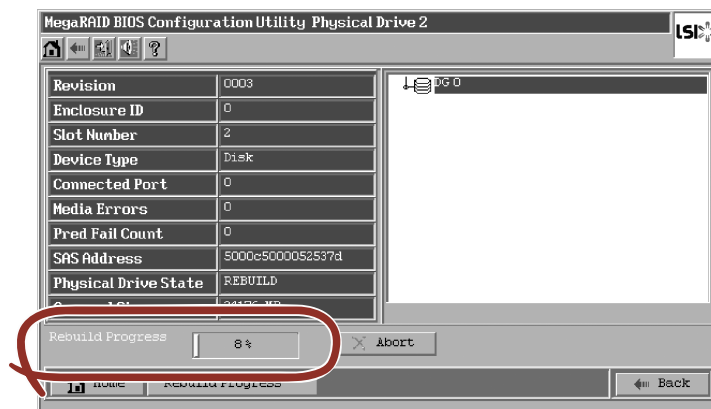 MegaRAID BIOS Configuration Utility Physical Drive 2
LSI
Revision 0003
Enclosure ID 0
Slot Number 2
Device Type Disk
Connected Port 0
Media Errors 0
Pred Fail Count 0
SAS Address 5000c5000052537d
Physical Drive State REBUILD
DG 0
Rebuild Progress 8%
Abort
Home Rebuild Progress
Back